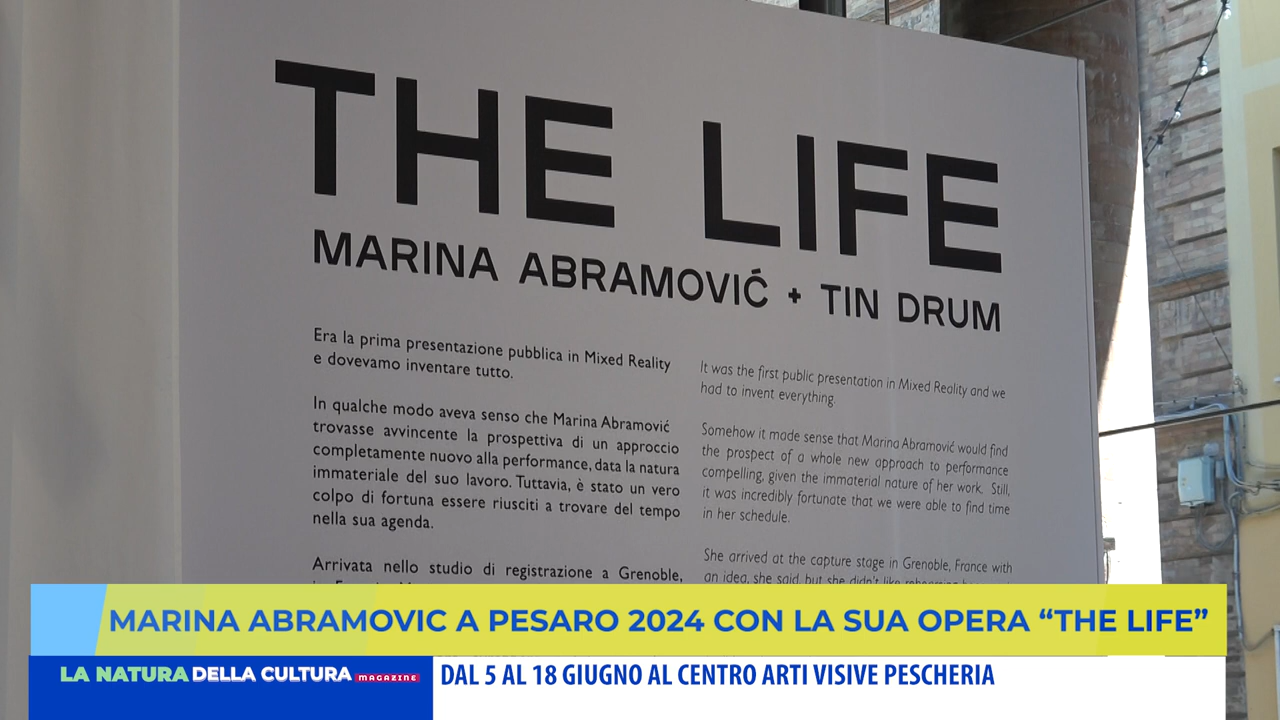 THE LIFE
MARINA ABRAMOVIĆ + TIN DRUM
Era la prima presentazione pubblica in Mixed Reality
e dovevamo inventare tutto.
In qualche modo aveva senso che Marina Abramović
trovasse avvincente la prospettiva di un approccio
completamente nuovo alla performance, data la natura
immateriale del suo lavoro. Tuttavia, è stato un vero
colpo di fortuna essere riusciti a trovare del tempo
nella sua agenda.
Arrivata nello studio di registrazione a Grenoble,
It was the first public presentation in Mixed Reality and we
had to invent everything.
Somehow it made sense that Marina Abramović would find
the prospect of a whole new approach to performance
compelling, given the immaterial nature of her work. Still,
it was incredibly fortunate that we were able to find time
in her schedule.
She arrived at the capture stage in Grenoble, France with
an idea, she said, but she didn't like
MARINA ABRAMOVIC A PESARO 2024 CON LA SUA OPERA “THE LIFE”
LA NATURA DELLA CULTURA MAGAZINE
DAL 5 AL 18 GIUGNO AL CENTRO ARTI VISIVE PESCHERIA